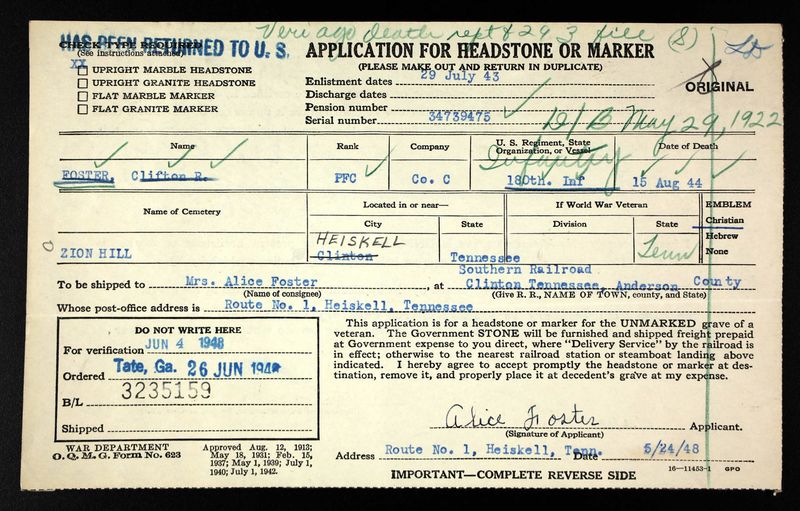 death rept & 293 file (8)
CHECK TYPE REQUIRED
(See instructions attached)
HAS BEEN RETURNED TO U. S.
APPLICATION FOR HEADSTONE OR MARKER
(PLEASE MAKE OUT AND RETURN IN DUPLICATE)
XX
UPRIGHT MARBLE HEADSTONE
UPRIGHT GRANITE HEADSTONE
FLAT MARBLE MARKER
FLAT GRANITE MARKER
Enlistment dates 29 July 43
Discharge dates
Pension number
Serial number 34739475
ORIGINAL
D/B May 29, 1922
Name Rank Company U. S. Regiment, State Organization, or Vessel Date of Death
Infantry
FOSTER, Clifton R. PFC Co. C 180th. Inf 15 Aug 44
Name of Cemetery Located in or near— If World War Veteran EMBLEM
City State Division State Christian
Hebrew
None
ZION HILL HEISKELL Clinton Tennessee Tenn
To be shipped to Mrs. Alice Foster, at Southern Railroad Clinton Tennessee, Anderson County
(Name of consignee) (Give R. R., NAME OF TOWN, county, and State)
Whose post-office address is Route No. 1, Heiskell, Tennessee
DO NOT WRITE HERE
For verification JUN 4 1948
Ordered Tate, Ga. 26 JUN 1948
3235159
B/L
Shipped
This application is for a headstone or marker for the UNMARKED grave of a
veteran. The Government STONE will be furnished and shipped freight prepaid
at Government expense to you direct, where "Delivery Service" by the railroad is
in effect; otherwise to the nearest railroad station or steamboat landing above
indicated. I hereby agree to accept promptly the headstone or marker at des-
tination, remove it, and properly place it at decedent's grave at my expense.
Alice Foster Applicant.
(Signature of Applicant)
Address Route No. 1, Heiskell, Tenn. Date 5/24/48
WAR DEPARTMENT
O. Q. M. G. Form No. 623
Approved Aug. 12, 1913;
May 18, 1931; Feb. 15,
1937; May 1, 1939; July 1,
1940; July 1, 1942.
IMPORTANT—COMPLETE REVERSE SIDE
16—11453-1 GPO